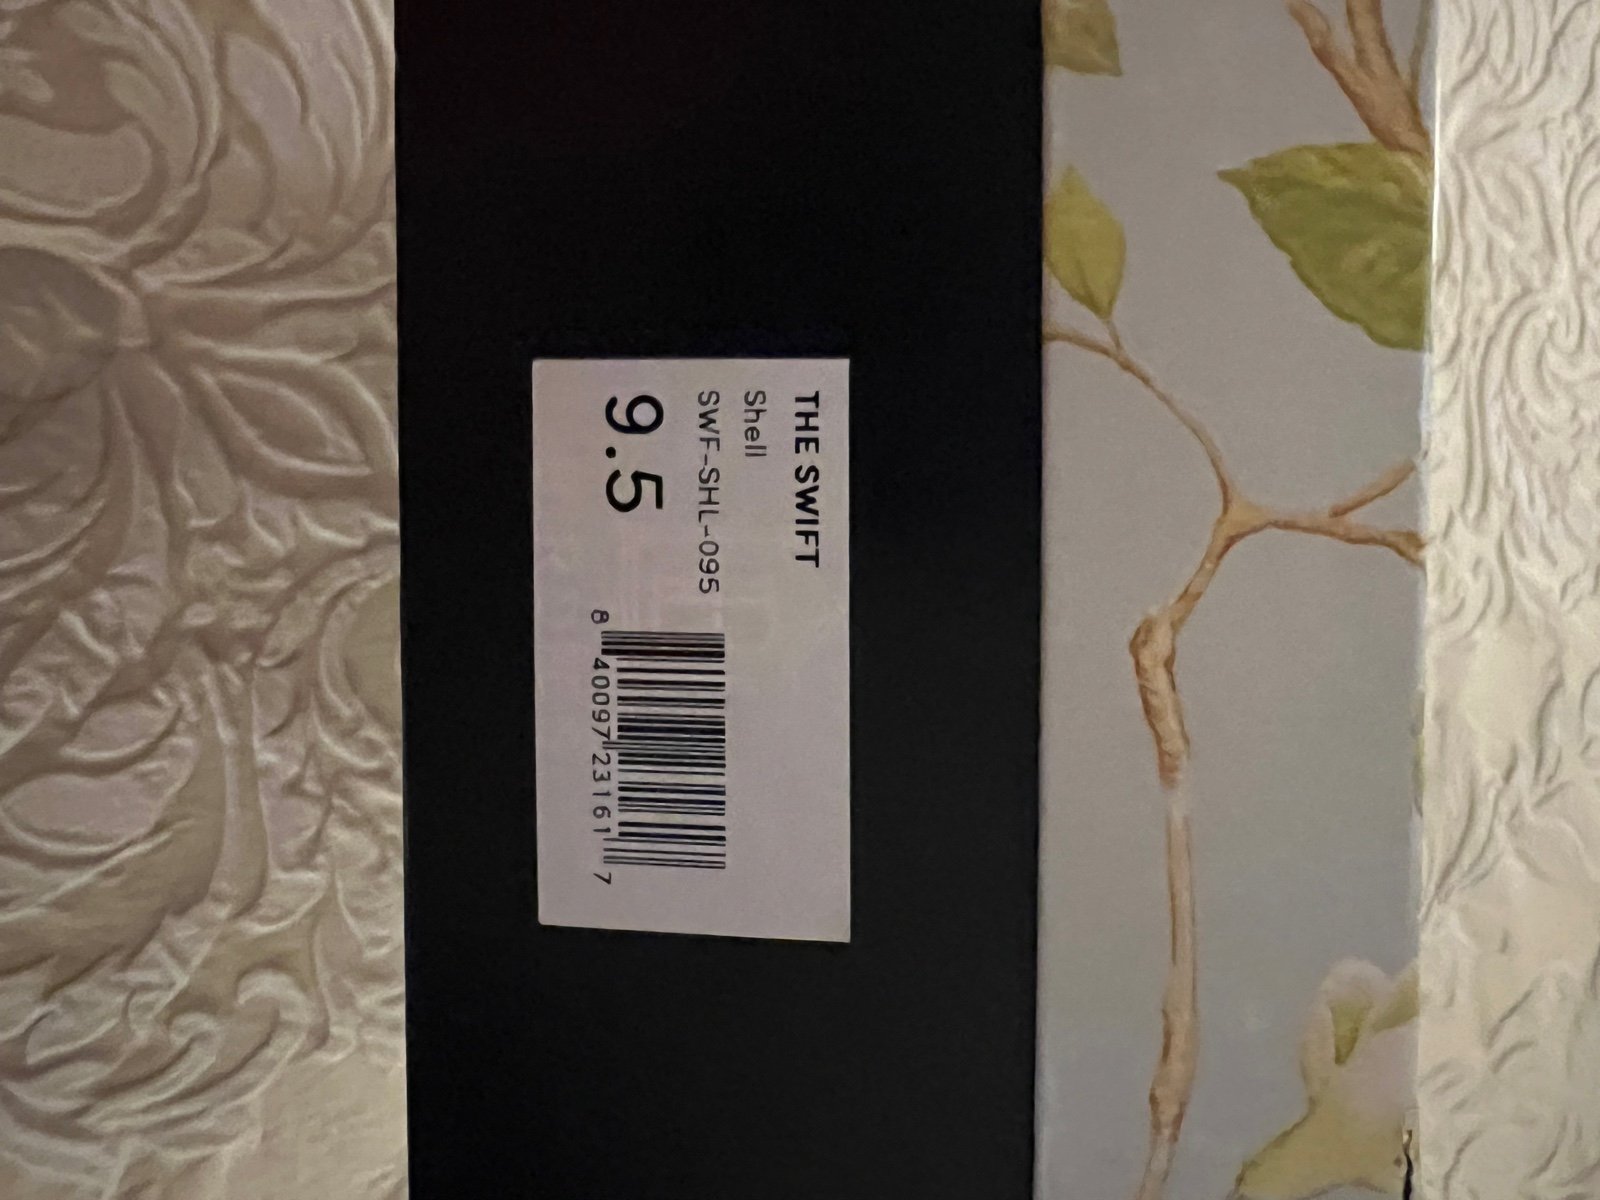 THE SWIFT
Shell
SWF-SHL-095
9.5
8 40097 23161 7